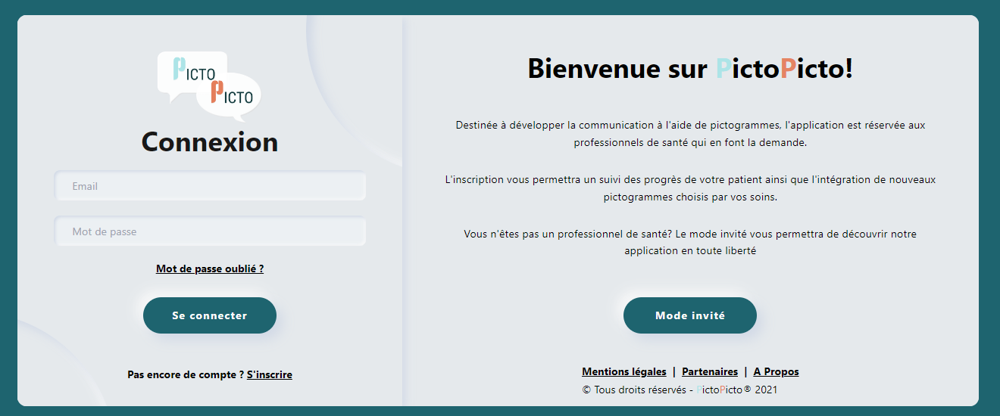 Picto
Picto
Connexion
Email
Mot de passe
Mot de passe oublié ?
Se connecter
Pas encore de compte ? S'inscrire
Bienvenue sur PictoPicto!
Destinée à développer la communication à l'aide de pictogrammes, l'application est réservée aux
professionnels de santé qui en font la demande.
L'inscription vous permettra un suivi des progrès de votre patient ainsi que l'intégration de nouveaux
pictogrammes choisis par vos soins.
Vous n'êtes pas un professionnel de santé? Le mode invité vous permettra de découvrir notre
application en toute liberté
Mode invité
Mentions légales | Partenaires | A Propos
© Tous droits réservés - PictoPicto® 2021